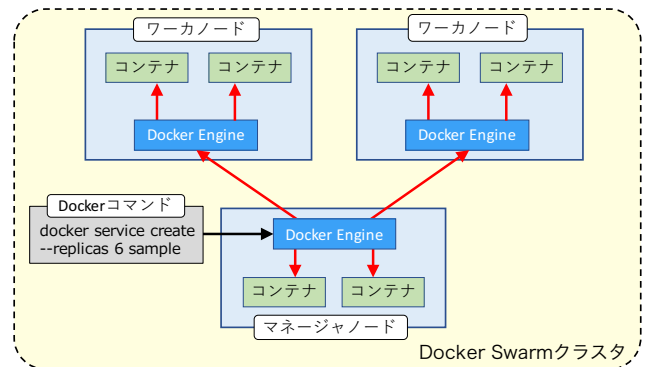 ワーカノード
ワーカノード
コンテナ
コンテナ
コンテナ
コンテナ
Docker Engine
Docker Engine
Dockerコマンド
docker service create
--replicas 6 sample
Docker Engine
コンテナ
コンテナ
マネージャノード
Docker Swarmクラスタ